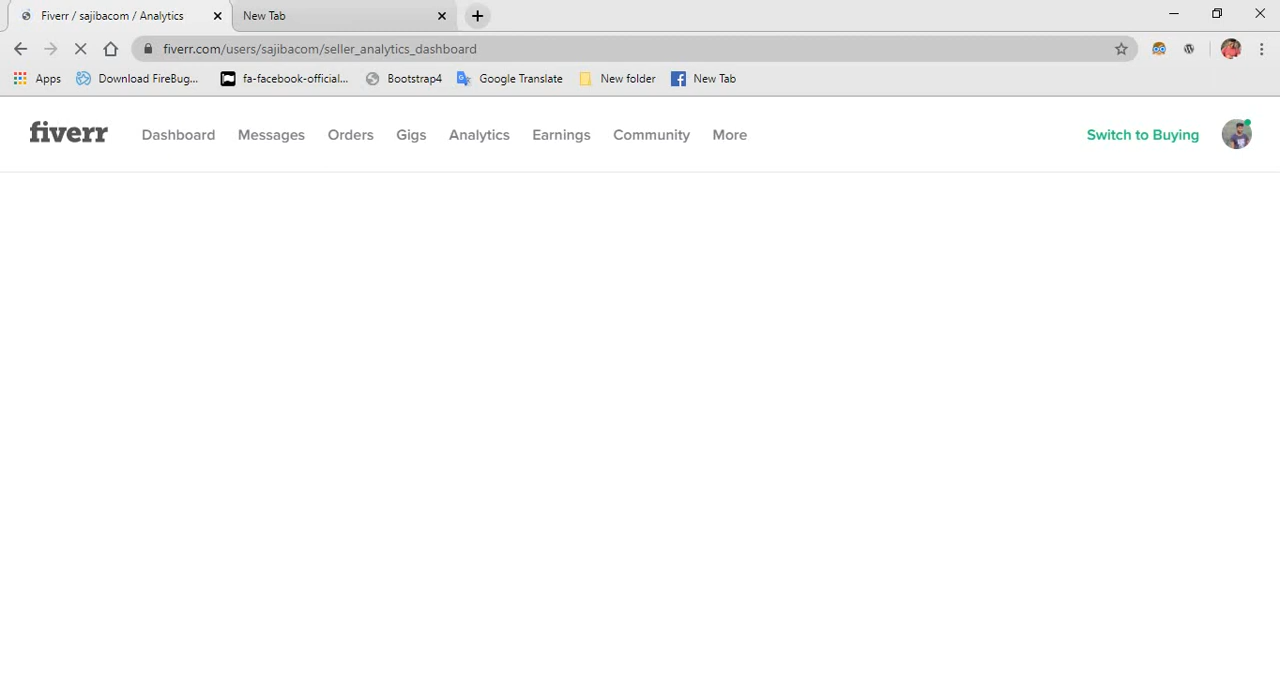 Fiverr / sajibacom / Analytics New Tab
fiverr.com/users/sajibacom/seller_analytics_dashboard
Apps Download FireBug... fa-facebook-official... Bootstrap4 Google Translate New folder New Tab
fiverr Dashboard Messages Orders Gigs Analytics Earnings Community More Switch to Buying